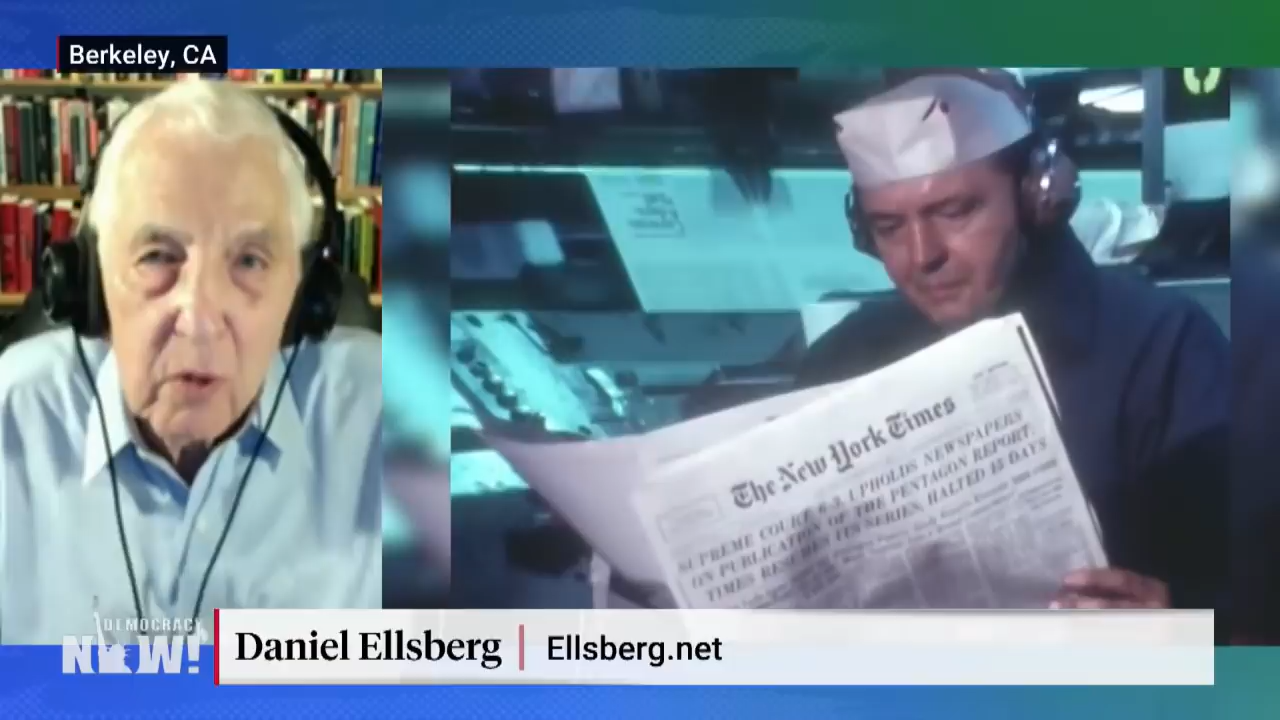 Berkeley, CA
The New York Times
SUPREME COURT, 6-3, UPHOLDS NEWSPAPERS
ON PUBLICATION OF THE PENTAGON REPORT;
TIMES RESUMES ITS SERIES, HALTED 15 DAYS
DEMOCRACY
NOW!
Daniel Ellsberg
Ellsberg.net